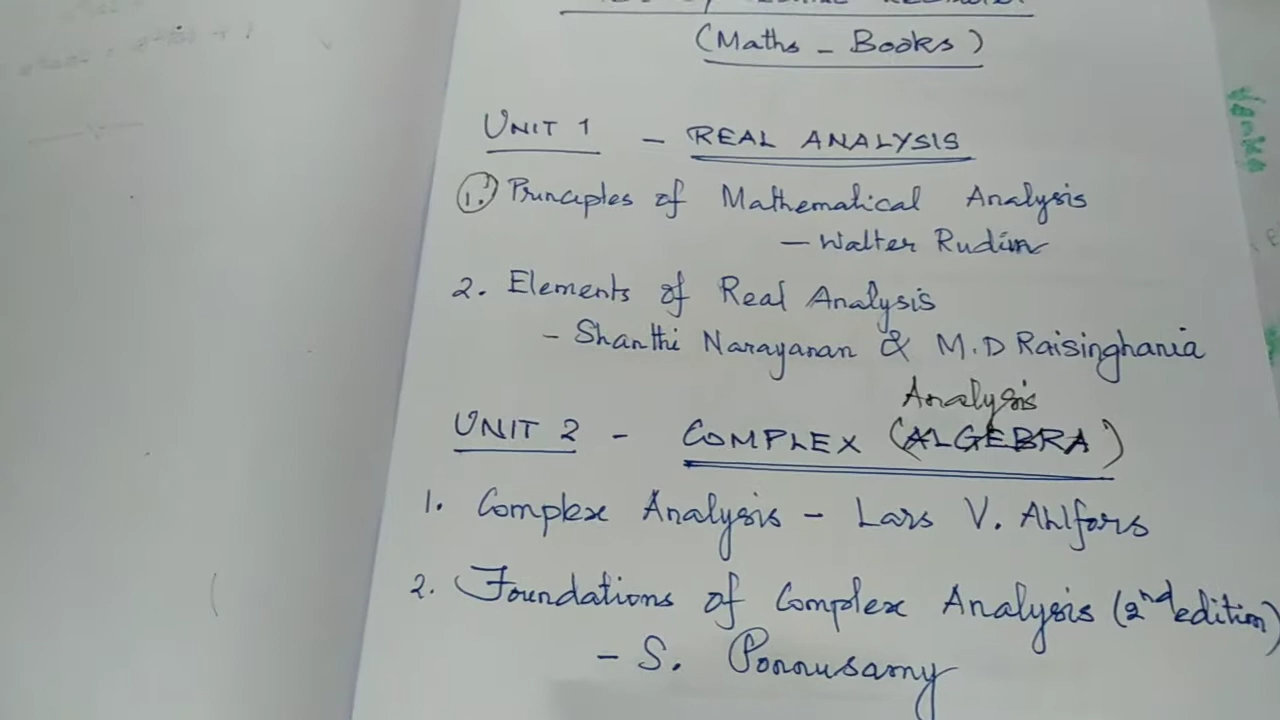 (Maths - Books)
UNIT 1 - REAL ANALYSIS
1. Principles of Mathematical Analysis
- Walter Rudin
2. Elements of Real Analysis
- Shanthi Narayanan & M.D Raisinghania
Analysis
UNIT 2 - COMPLEX (ALGEBRA)
1. Complex Analysis - Lars V. Ahlfors
2. Foundations of Complex Analysis (2nd edition)
- S. Ponnusamy